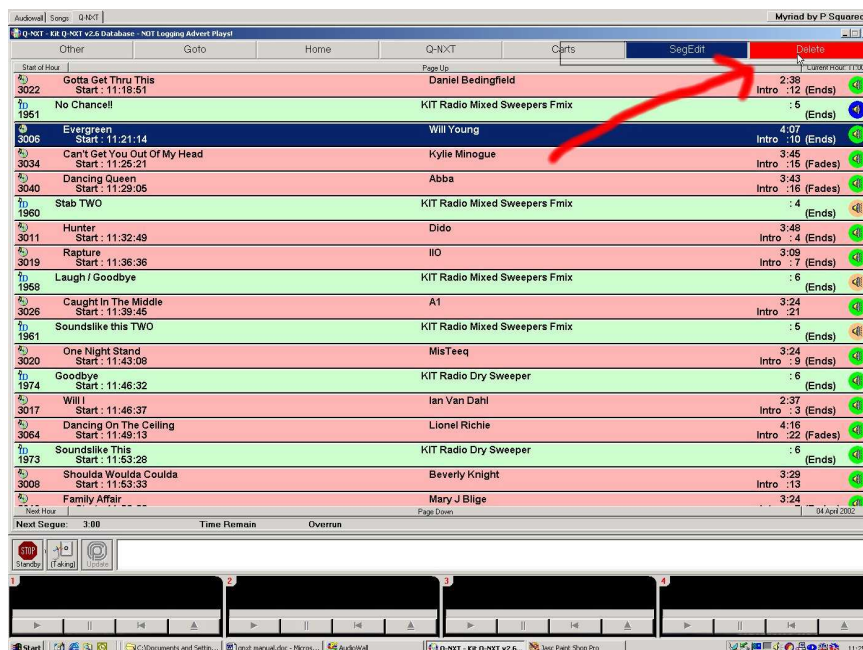 Audiowall Songs Q-NXT Myriad by P Squared
Q-NXT - Kit Q-NXT v2.6 Database - NOT Logging Advert Plays!
Other Goto Home Q-NXT Carts SegEdit Delete
Start of Hour Page Up Current Hour: 11:00
Gotta Get Thru This Daniel Bedingfield 2:38
3022 Start : 11:18:51 Intro :12 (Ends)
No Chance!! KIT Radio Mixed Sweepers Fmix : 5
1951 (Ends)
Evergreen Will Young 4:07
3006 Start : 11:21:14 Intro :10 (Ends)
Can't Get You Out Of My Head Kylie Minogue 3:45
3034 Start : 11:25:21 Intro :15 (Fades)
Dancing Queen Abba 3:43
3040 Start : 11:29:05 Intro :16 (Fades)
Stab TWO KIT Radio Mixed Sweepers Fmix : 4
1960 (Ends)
Hunter Dido 3:48
3011 Start : 11:32:49 Intro : 4 (Ends)
Rapture IIO 3:09
3019 Start : 11:36:36 Intro : 7 (Ends)
Laugh / Goodbye KIT Radio Mixed Sweepers Fmix : 6
1958 (Ends)
Caught In The Middle A1 3:24
3026 Start : 11:39:45 Intro :21
Soundslike this TWO KIT Radio Mixed Sweepers Fmix : 5
1961 (Ends)
One Night Stand MisTeeq 3:24
3020 Start : 11:43:08 Intro : 9 (Ends)
Goodbye KIT Radio Dry Sweeper : 6
1974 Start : 11:46:32 (Ends)
Will I Ian Van Dahl 2:37
3017 Start : 11:46:37 Intro : 3 (Ends)
Dancing On The Ceiling Lionel Richie 4:16
3064 Start : 11:49:13 Intro :22 (Fades)
Soundslike This KIT Radio Dry Sweeper : 6
1973 Start : 11:53:28 (Ends)
Shoulda Woulda Coulda Beverly Knight 3:29
3008 Start : 11:53:33 Intro :13
Family Affair Mary J Blige 3:24
Next Hour Page Down 04 April 2002
Next Segue: 3:00 Time Remain Overrun
STOP
Standby (Taking) Update
1 2 3 4
Start C:\Documents and Settin... qnxt manual.doc - Micros... AudioWall Q-NXT - Kit Q-NXT v2.6... Jasc Paint Shop Pro